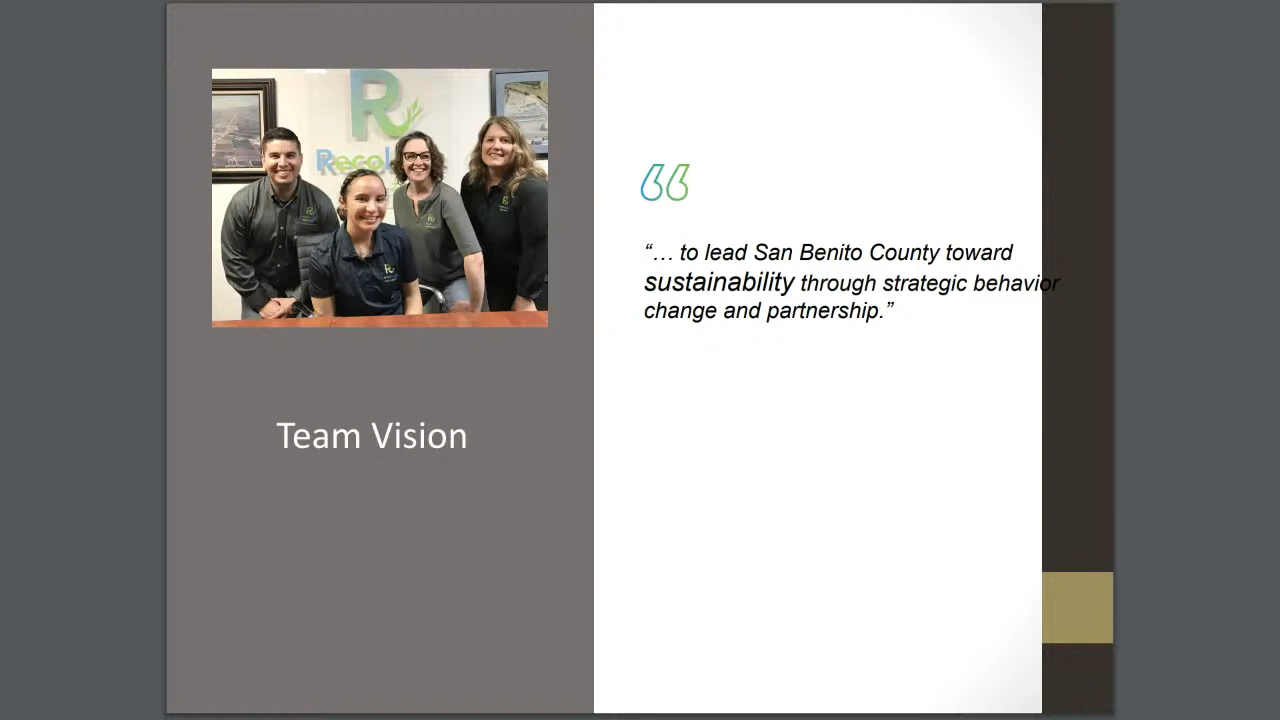 R
Team Vision
“… to lead San Benito County toward
sustainability through strategic behavior
change and partnership.”